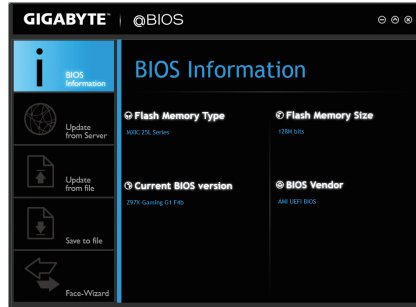 GIGABYTE™ @BIOS
BIOS
Information
BIOS Information
Update
from Server
Flash Memory Type
MXIC 25L Series
Flash Memory Size
128M bits
Update
from file
Current BIOS version
Z97X-Gaming G1 F4b
BIOS Vendor
AMI UEFI BIOS
Save to file
Face-Wizard